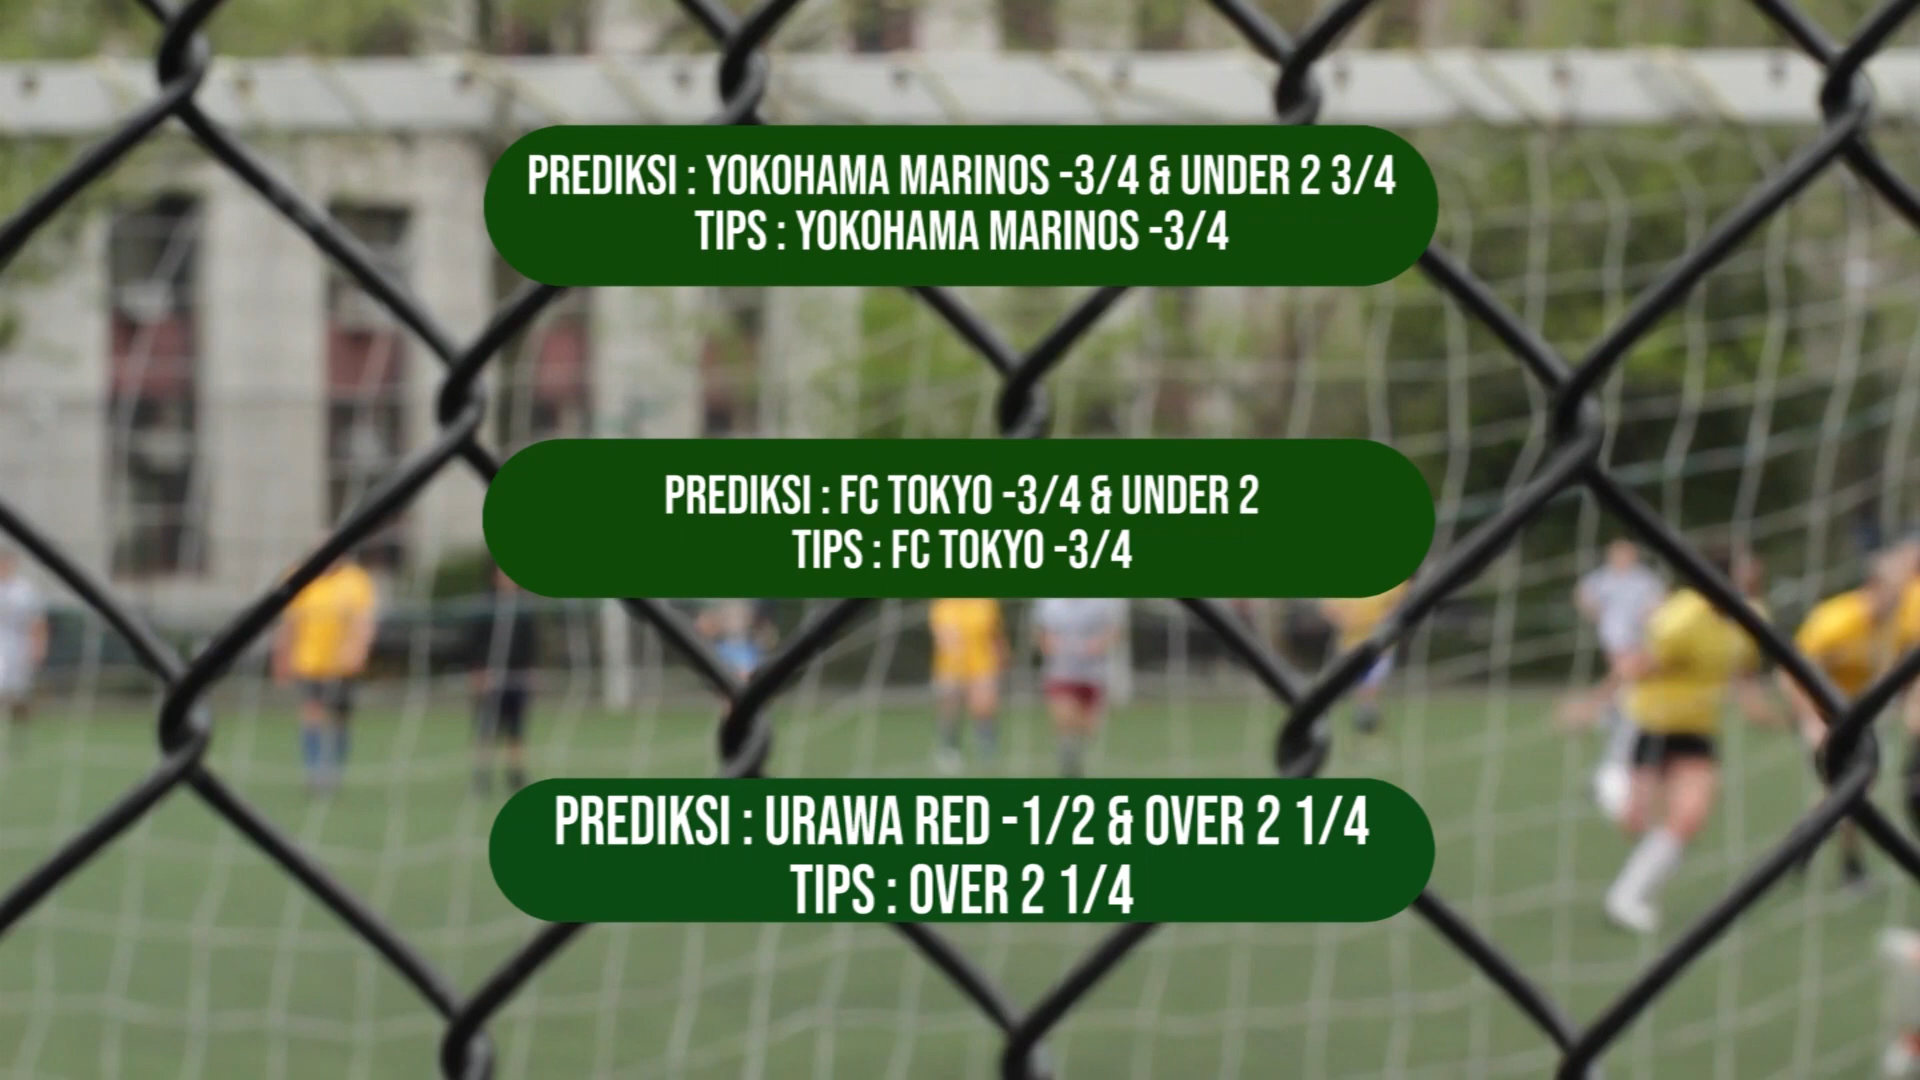 PREDIKSI : YOKOHAMA MARINOS -3/4 & UNDER 2 3/4
TIPS : YOKOHAMA MARINOS -3/4
PREDIKSI : FC TOKYO -3/4 & UNDER 2
TIPS : FC TOKYO -3/4
PREDIKSI : URAWA RED -1/2 & OVER 2 1/4
TIPS : OVER 2 1/4